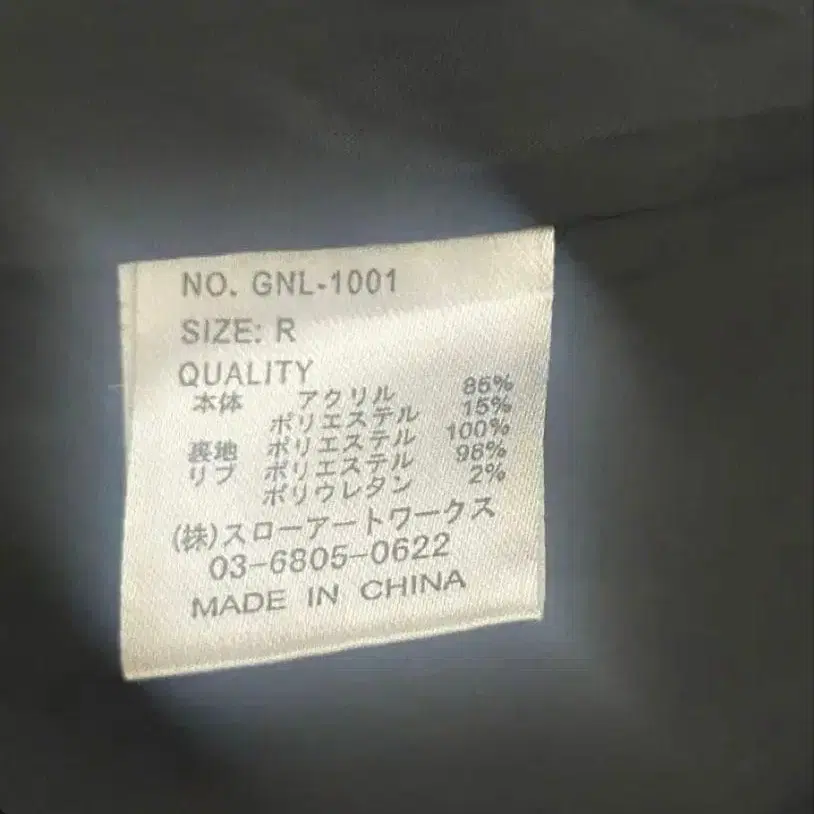 NO. GNL-1001
SIZE: R
QUALITY
本体 アクリル 85%
ポリエステル 15%
裏地 ポリエステル 100%
リブ ポリエステル 98%
ポリウレタン 2%
(株)スローアートワークス
03-6805-0622
MADE IN CHINA